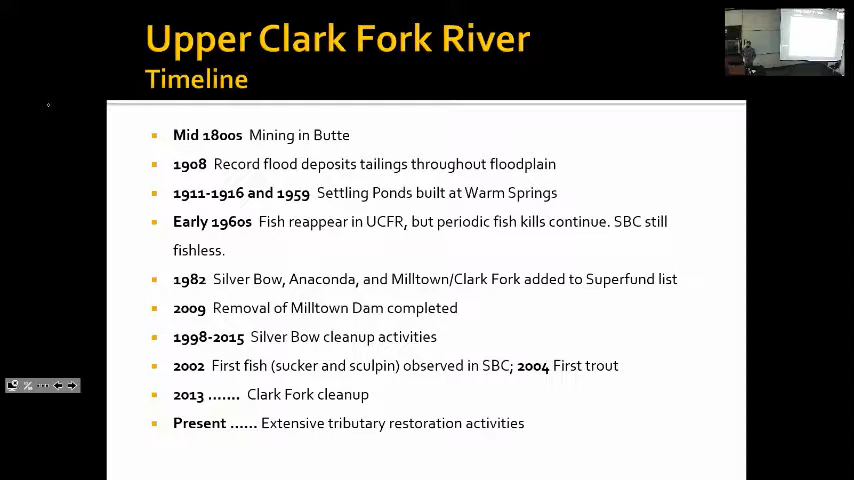 Upper Clark Fork River
Timeline
Mid 1800s Mining in Butte
1908 Record flood deposits tailings throughout floodplain
1911-1916 and 1959 Settling Ponds built at Warm Springs
Early 1960s Fish reappear in UCFR, but periodic fish kills continue. SBC still
fishless.
1982 Silver Bow, Anaconda, and Milltown/Clark Fork added to Superfund list
2009 Removal of Milltown Dam completed
1998-2015 Silver Bow cleanup activities
2002 First fish (sucker and sculpin) observed in SBC; 2004 First trout
2013 ....... Clark Fork cleanup
Present ...... Extensive tributary restoration activities